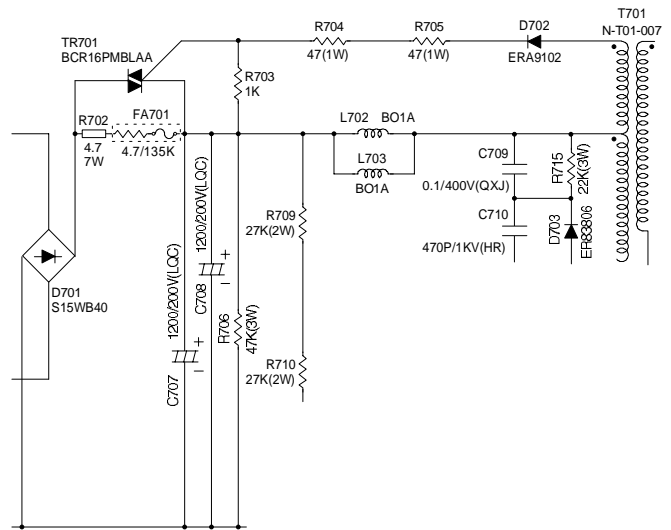 T701
N-T01-007
TR701
BCR16PMBLAA
R704
47(1W)
R705
47(1W)
D702
ERA9102
R703
1K
R702
4.7
7W
FA701
4.7/135K
L702
BO1A
L703
BO1A
C709
0.1/400V(QXJ)
R715
22K(3W)
C710
470P/1KV(HR)
D703
ER83806
D701
S15WB40
1200/200V(LQC)
+
−
C707
1200/200V(LQC)
+
−
C708
R706
47K(3W)
R709
27K(2W)
R710
27K(2W)